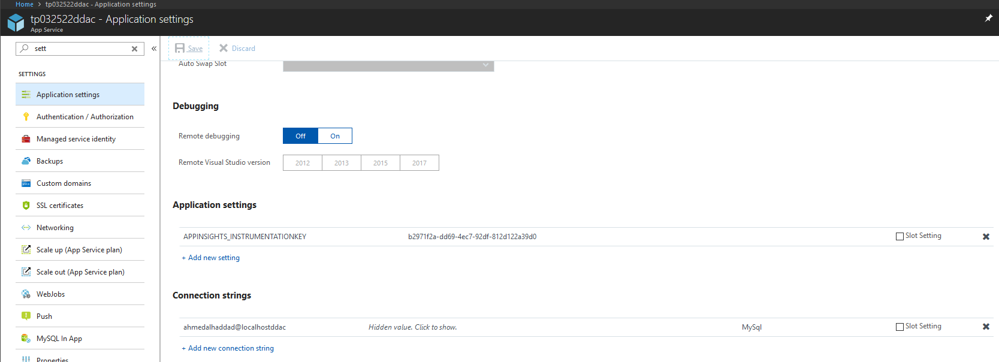 Home > tp032522ddac - Application settings
tp032522ddac - Application settings
App Service
sett
«
SETTINGS
Application settings
Authentication / Authorization
Managed service identity
Backups
Custom domains
SSL certificates
Networking
Scale up (App Service plan)
Scale out (App Service plan)
WebJobs
Push
MySQL In App
Properties
Save Discard
Auto Swap Slot
Debugging
Remote debugging Off On
Remote Visual Studio version 2012 2013 2015 2017
Application settings
APPINSIGHTS_INSTRUMENTATIONKEY b2971f2a-dd69-4ec7-92df-812d122a39d0 Slot Setting
+ Add new setting
Connection strings
ahmedalhaddad@localhostddac Hidden value. Click to show. MySql Slot Setting
+ Add new connection string